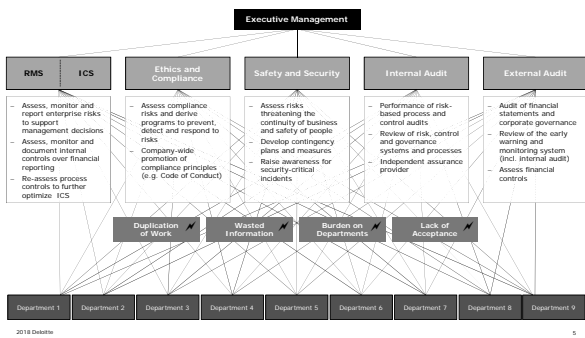 Executive Management
RMS
ICS
Ethics and
Compliance
Safety and Security
Internal Audit
External Audit
– Assess, monitor and
report enterprise risks
to support
management decisions
– Assess, monitor and
document internal
controls over financial
reporting
– Re-assess process
controls to further
optimize ICS
– Assess compliance
risks and derive
programs to prevent,
detect and respond to
risks
– Company-wide
promotion of
compliance principles
(e.g. Code of Conduct)
– Assess risks
threatening the
continuity of business
and safety of people
– Develop contingency
plans and measures
– Raise awareness for
security-critical
incidents
– Performance of risk-
based process and
control audits
– Review of risk, control
and governance
systems and processes
– Independent assurance
provider
– Audit of financial
statements and
corporate governance
– Review of the early
warning and
monitoring system
(incl. internal audit)
– Assess financial
controls
Duplication
of Work
Wasted
Information
Burden on
Departments
Lack of
Acceptance
Department 1
Department 2
Department 3
Department 4
Department 5
Department 6
Department 7
Department 8
Department 9
2018 Deloitte
5